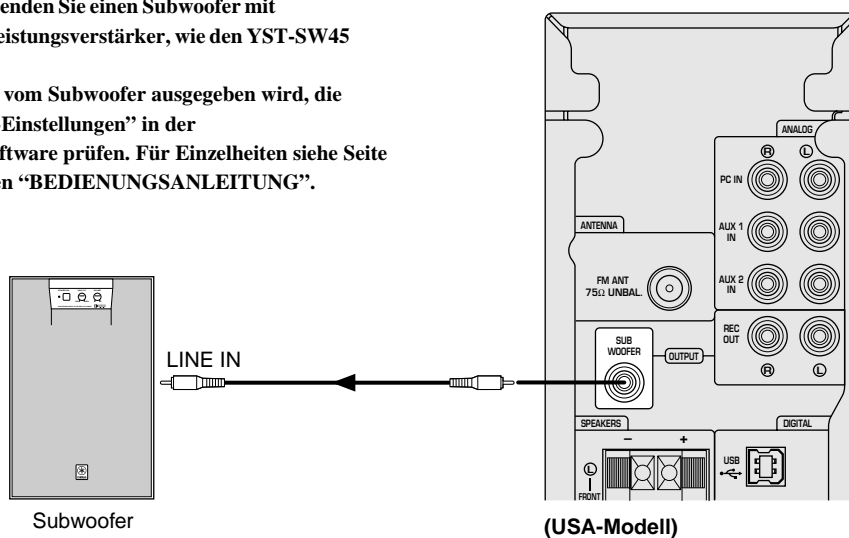 enden Sie einen Subwoofer mit
eistungsverstärker, wie den YST-SW45
vom Subwoofer ausgegeben wird, die
Einstellungen” in der
ftware prüfen. Für Einzelheiten siehe Seite
en “BEDIENUNGSANLEITUNG”.
ANALOG
R L
PC IN
ANTENNA
AUX 1
IN
FM ANT
75Ω UNBAL.
AUX 2
IN
SUB
WOOFER
OUTPUT
REC
OUT
R L
LINE IN
SPEAKERS
DIGITAL
– +
L
FRONT
USB
Subwoofer
(USA-Modell)